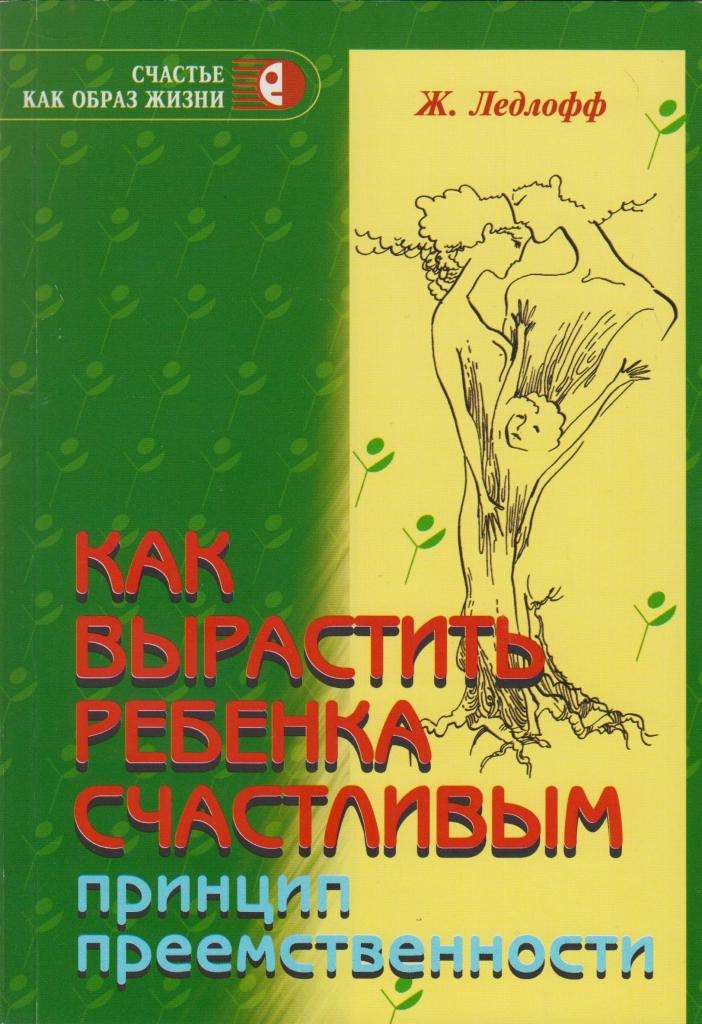 СЧАСТЬЕ
КАК ОБРАЗ ЖИЗНИ
Ж. Ледлофф
КАК
ВЫРАСТИТЬ
РЕБЕНКА
СЧАСТЛИВЫМ
принцип
преемственности